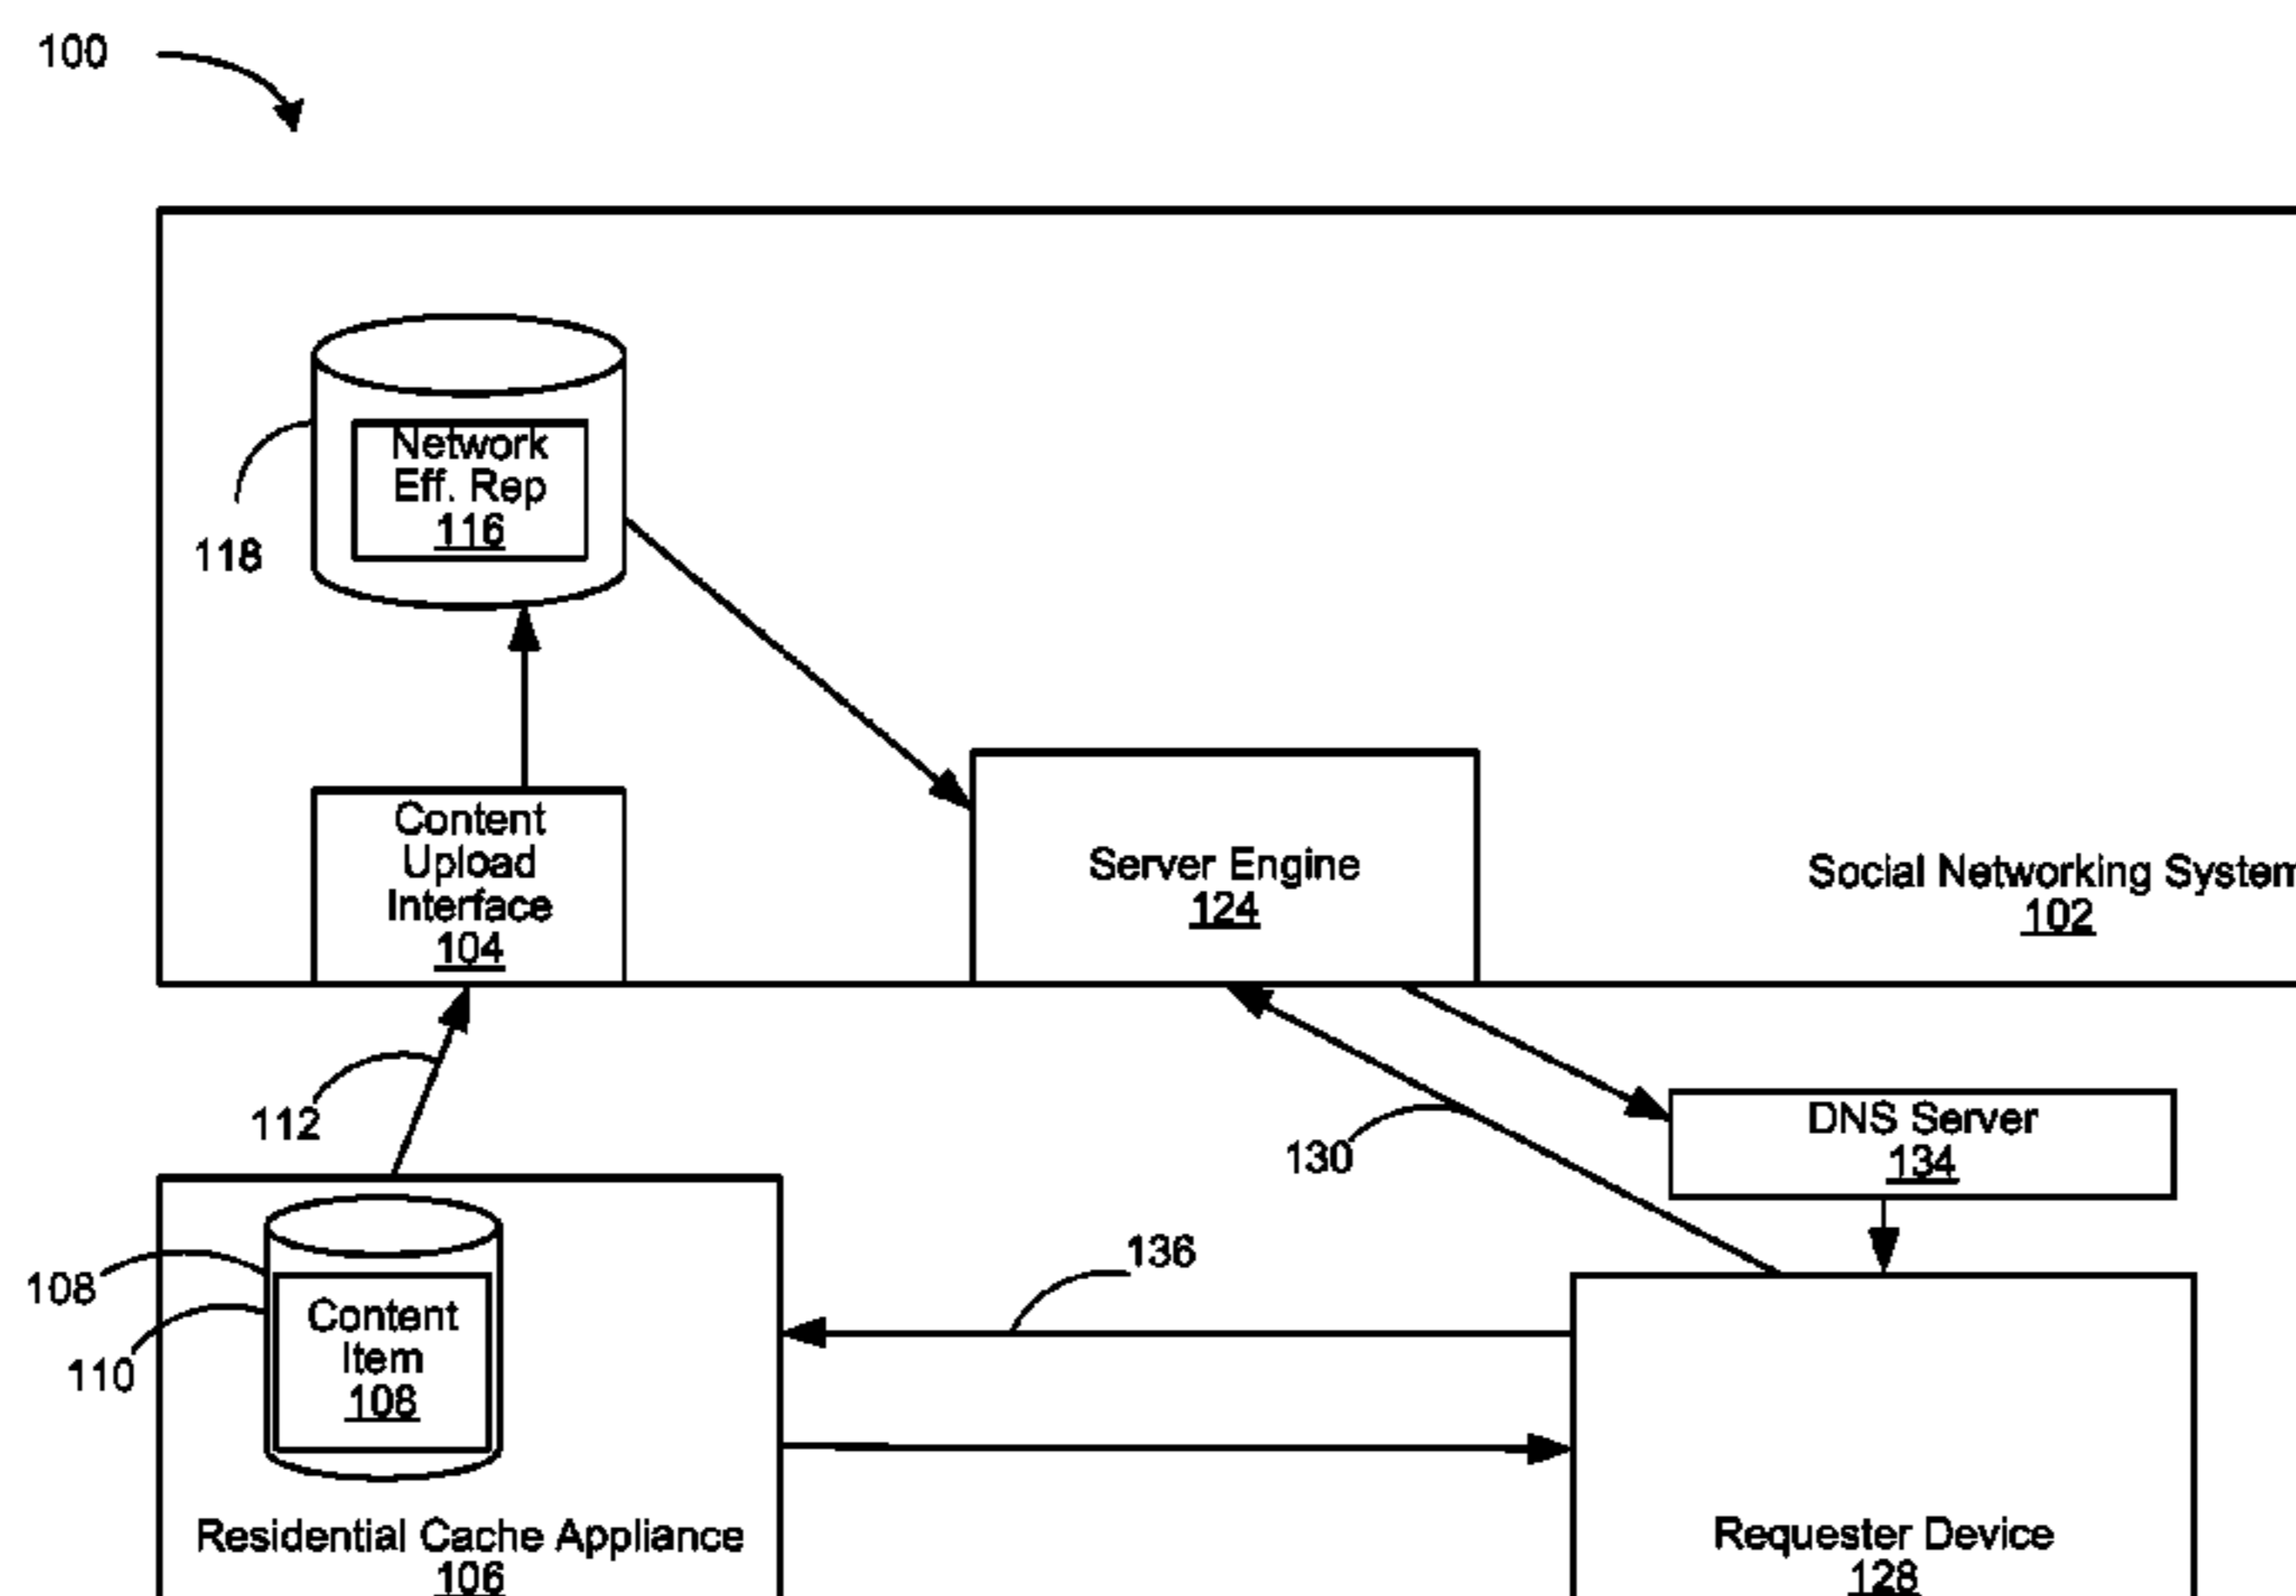 100
Network
Eff. Rep
116
118
Content
Upload
Interface
104
Server Engine
124
Social Networking System
102
112
130
DNS Server
134
136
108
110
Content
Item
108
Residential Cache Appliance
106
Requester Device
128